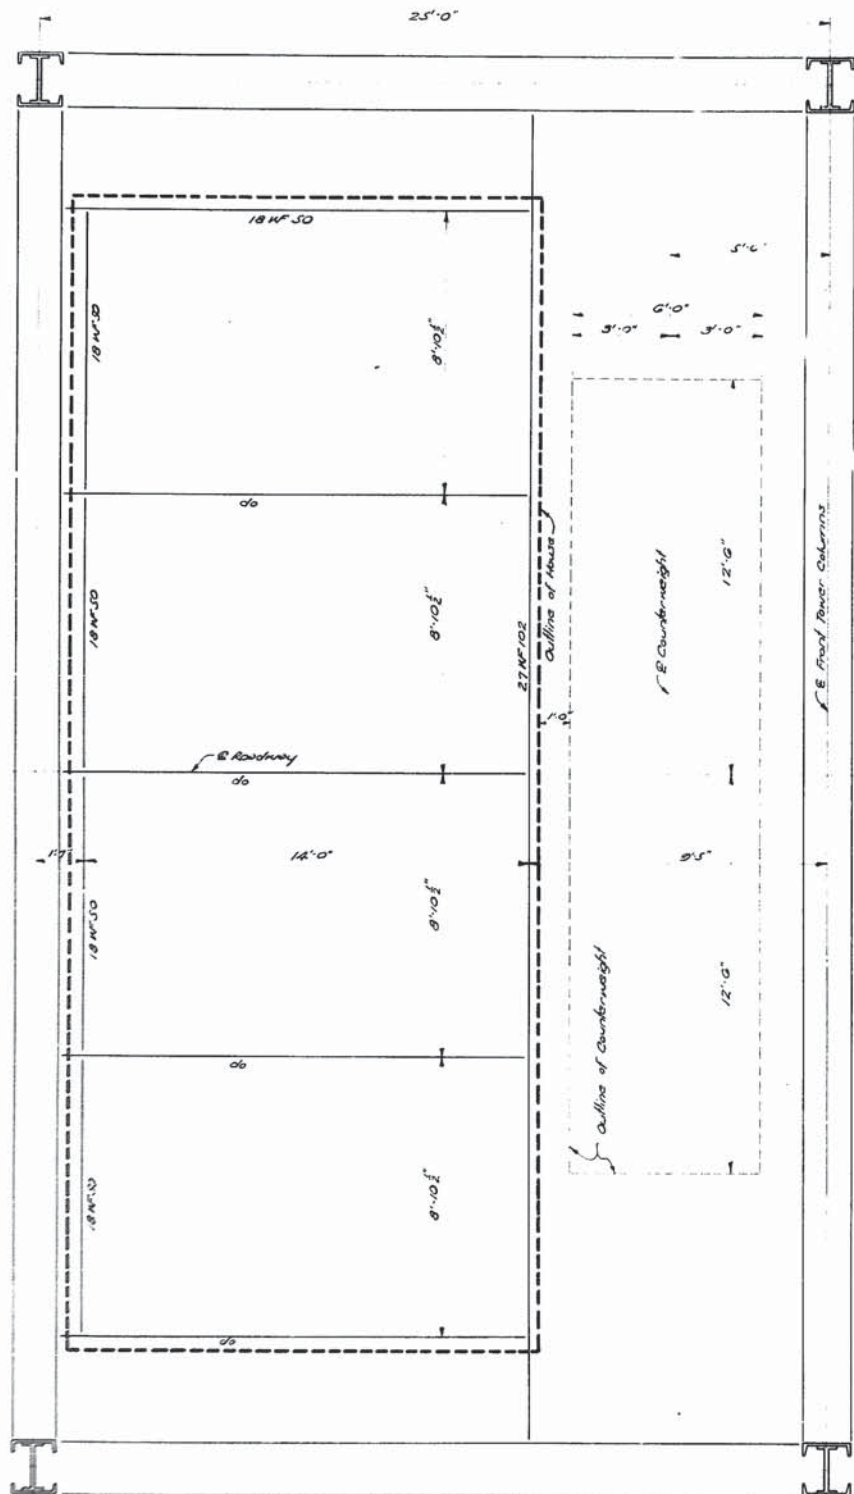 25'-0"
18 WF 50
5'-6"
6'-0"
3'-0" 3'-0"
18 WF 50
8'-10½"
do
Outline of House
12'-6"
℄ Counterweight
℄ Front Tower Columns
18 WF 50
8'-10½"
27 WF 102
1'-0"
℄ Roadway
do
1'-7"
14'-0"
9'-5"
18 WF 50
8'-10½"
12'-6"
Outline of Counterweight
do
18 WF 50
8'-10½"
do